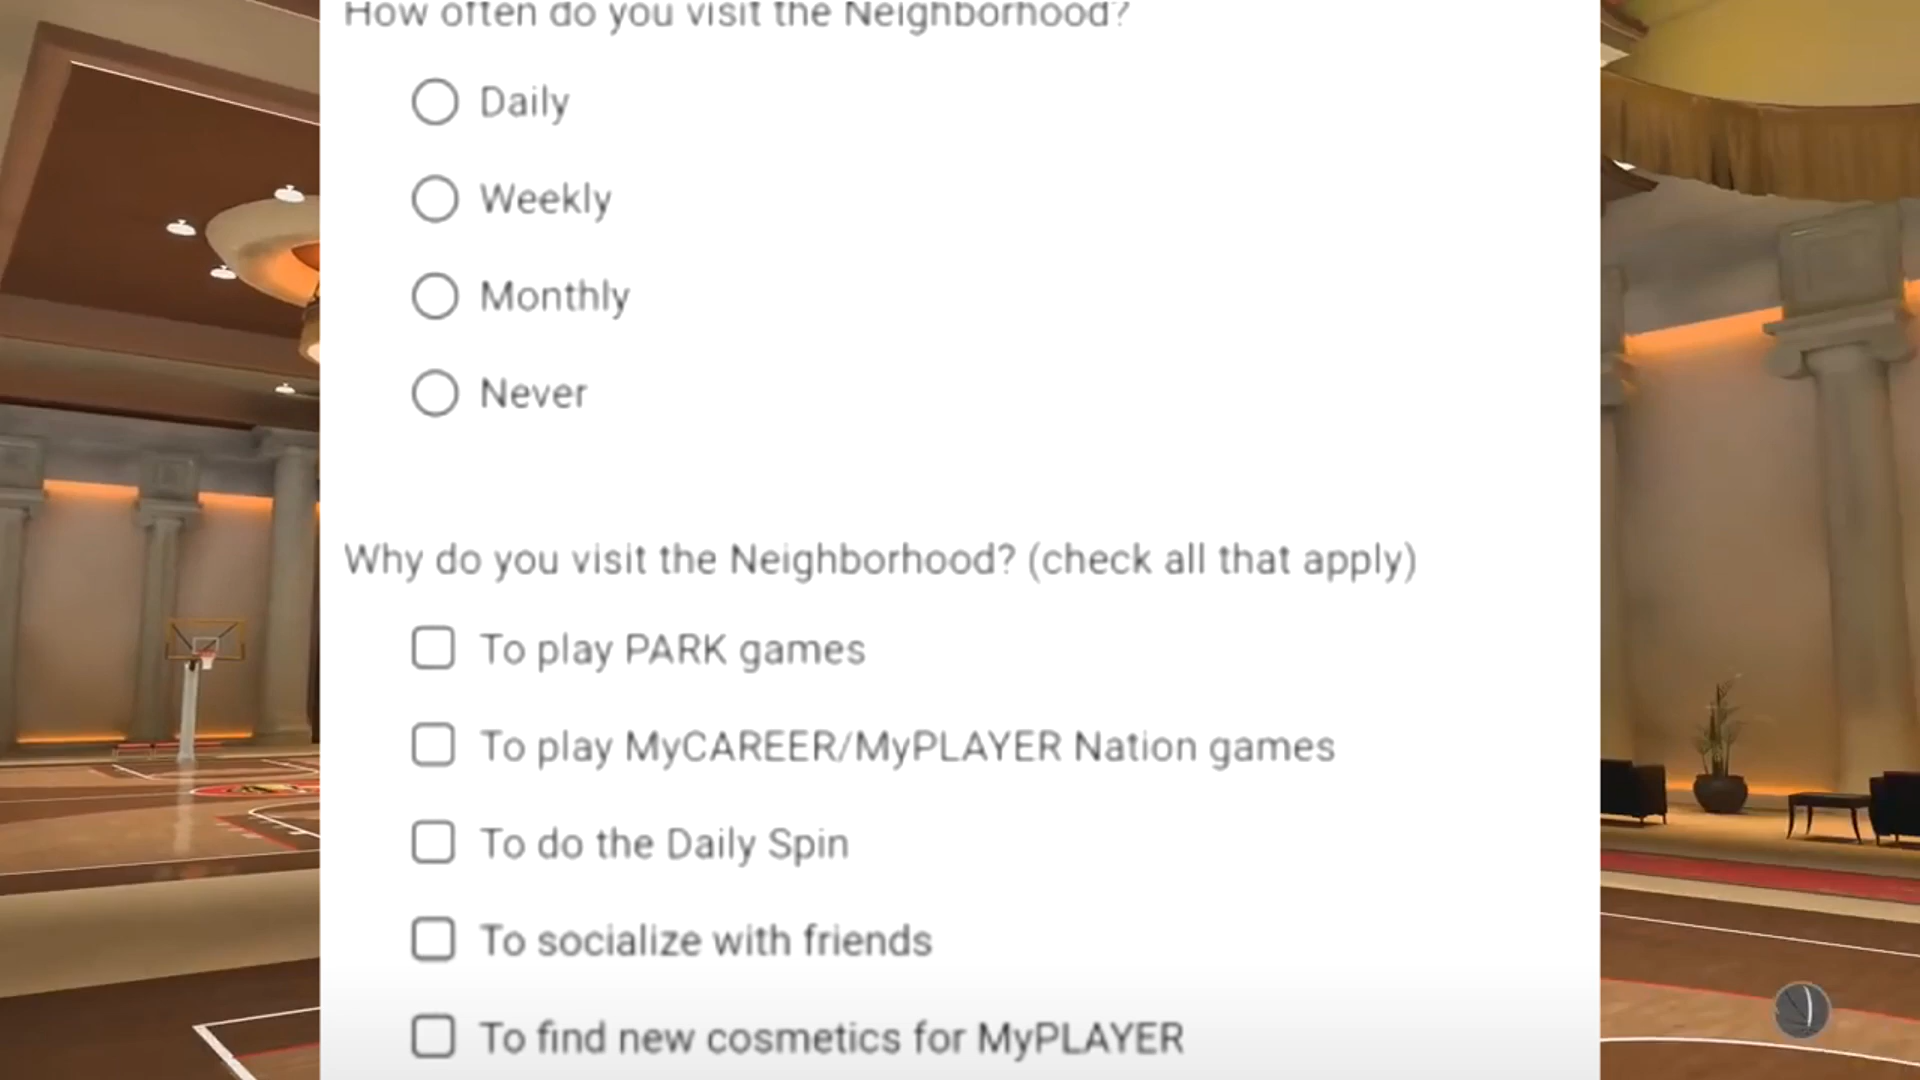 How often do you visit the Neighborhood?
Daily
Weekly
Monthly
Never
Why do you visit the Neighborhood? (check all that apply)
To play PARK games
To play MyCAREER/MyPLAYER Nation games
To do the Daily Spin
To socialize with friends
To find new cosmetics for MyPLAYER